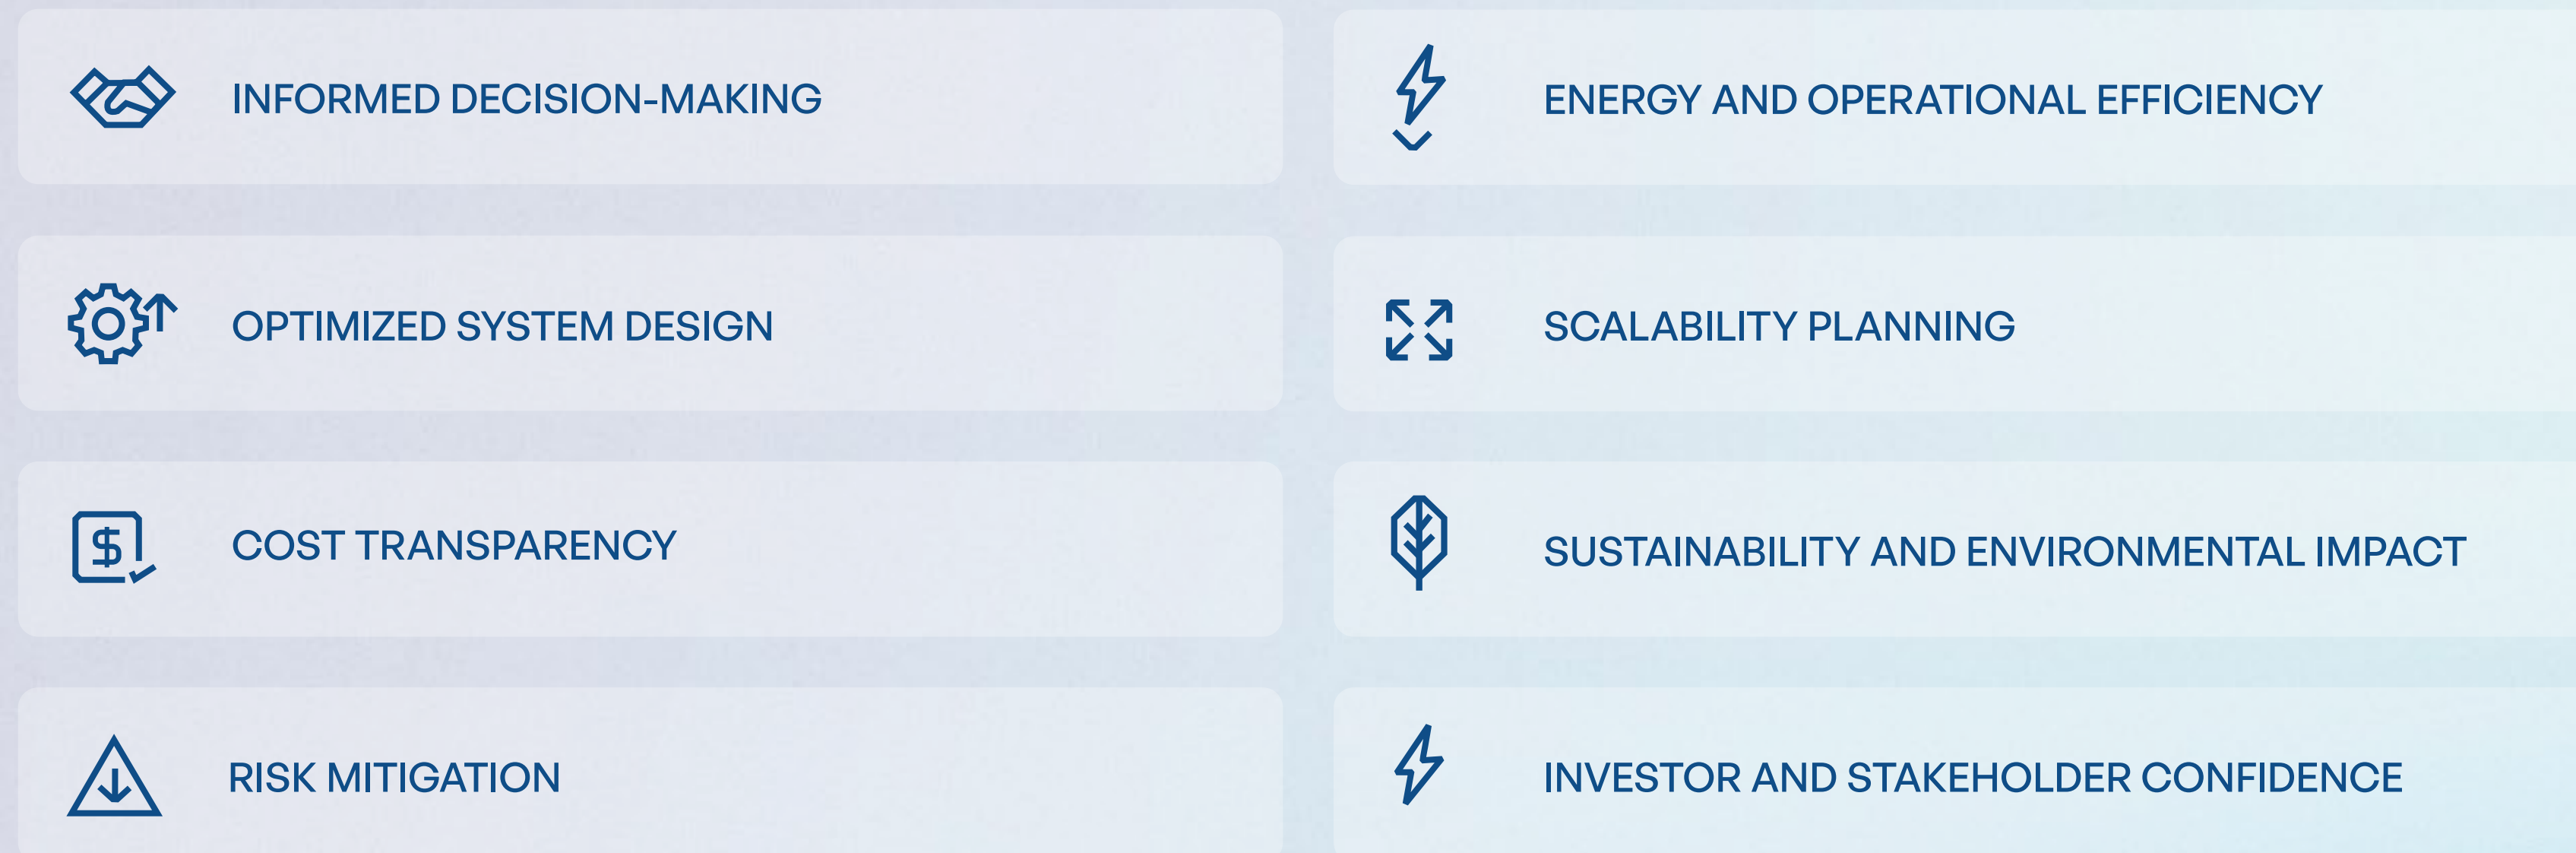 INFORMED DECISION-MAKING
ENERGY AND OPERATIONAL EFFICIENCY
OPTIMIZED SYSTEM DESIGN
SCALABILITY PLANNING
$
COST TRANSPARENCY
SUSTAINABILITY AND ENVIRONMENTAL IMPACT
RISK MITIGATION
INVESTOR AND STAKEHOLDER CONFIDENCE